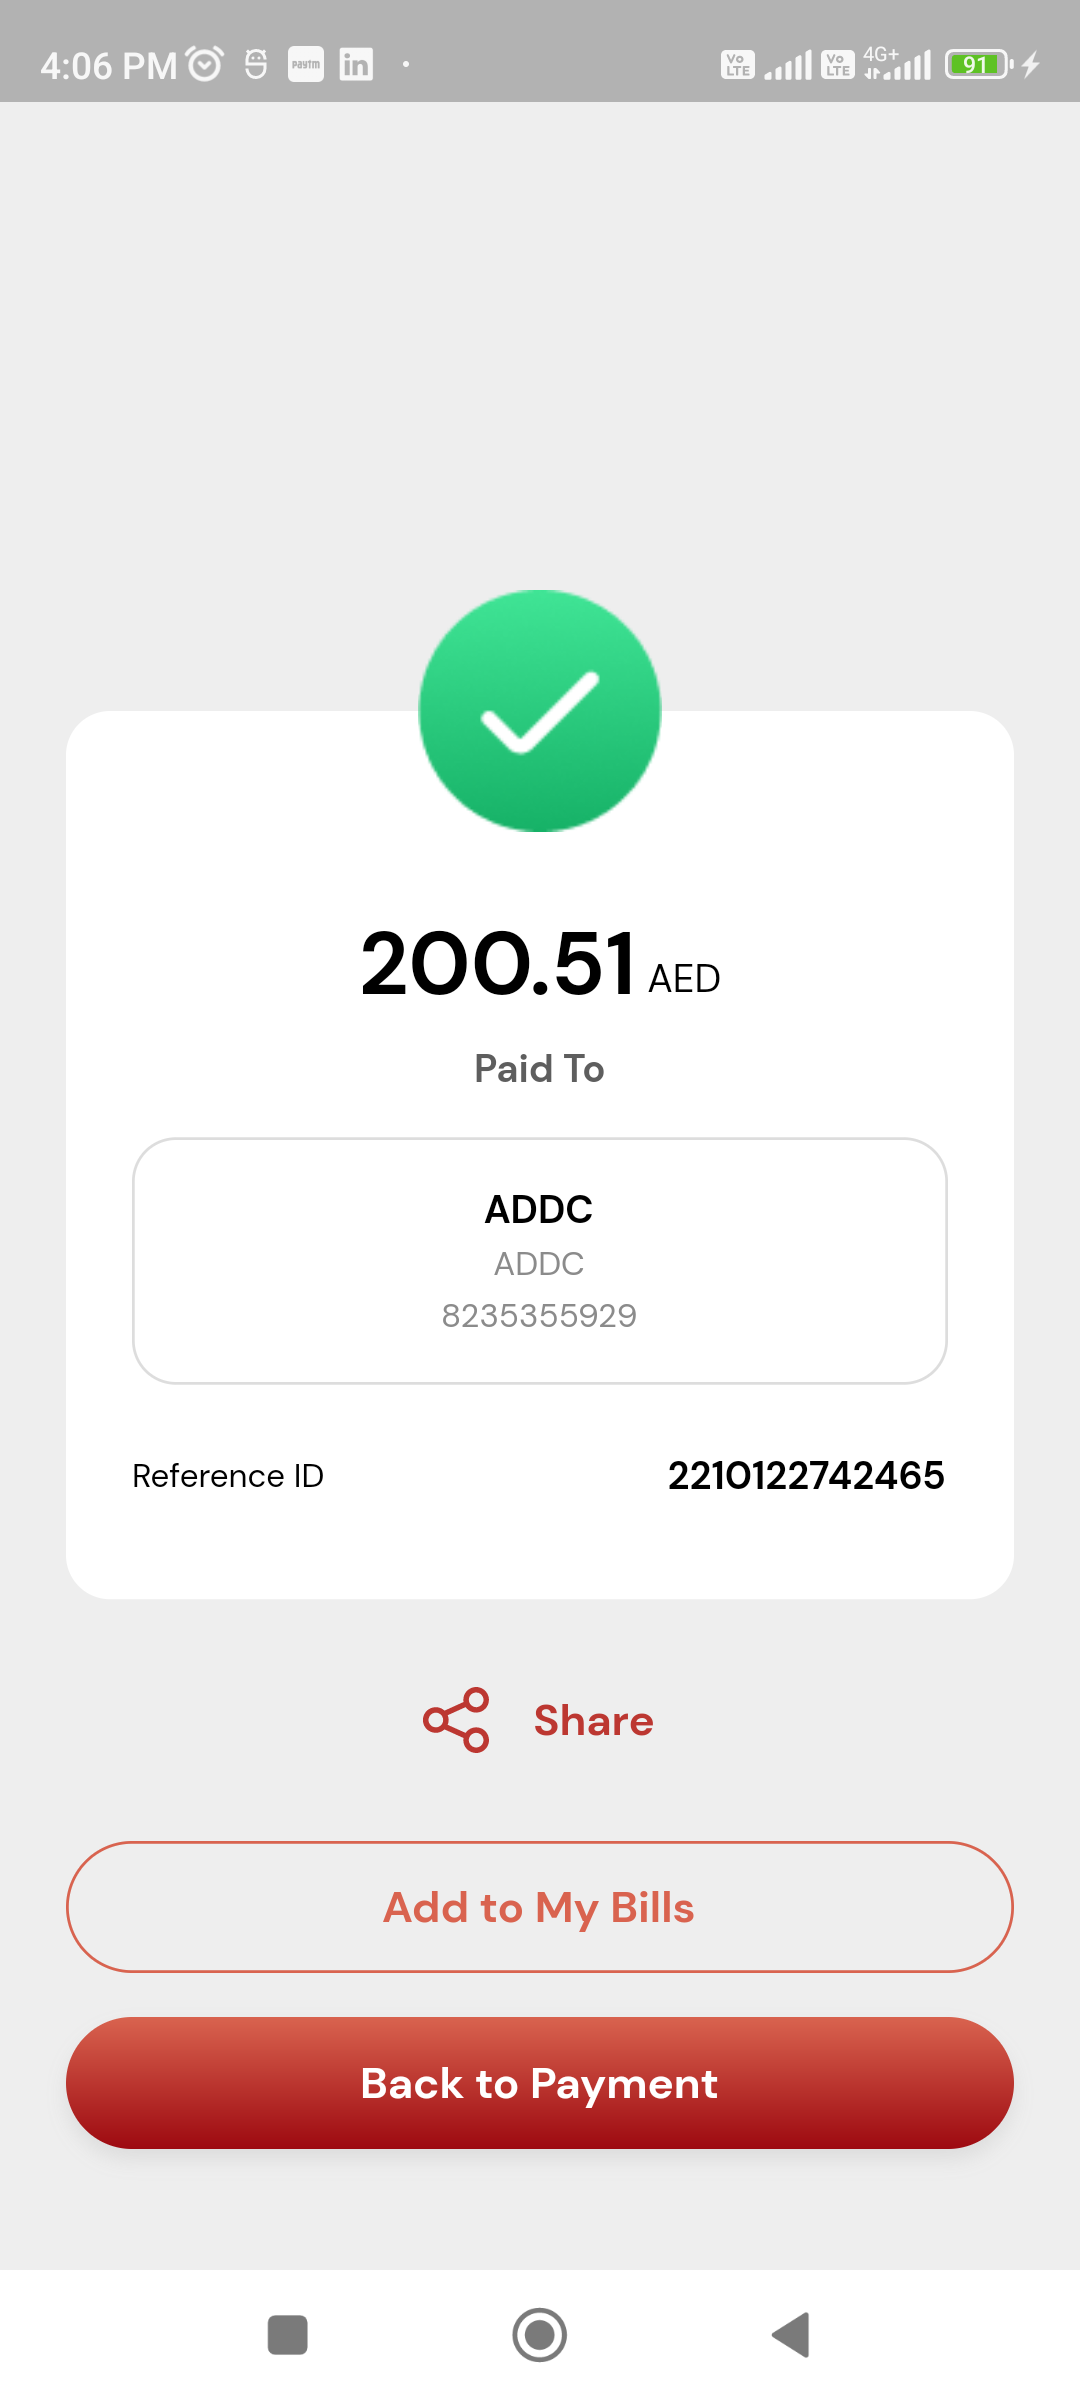 4:06 PM
paytm
in
Vo LTE
Vo LTE
4G+
91
200.51 AED
Paid To
ADDC
ADDC
8235355929
Reference ID 2210122742465
Share
Add to My Bills
Back to Payment